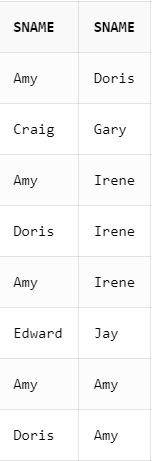 SNAME SNAME
Amy Doris
Craig Gary
Amy Irene
Doris Irene
Amy Irene
Edward Jay
Amy Amy
Doris Amy